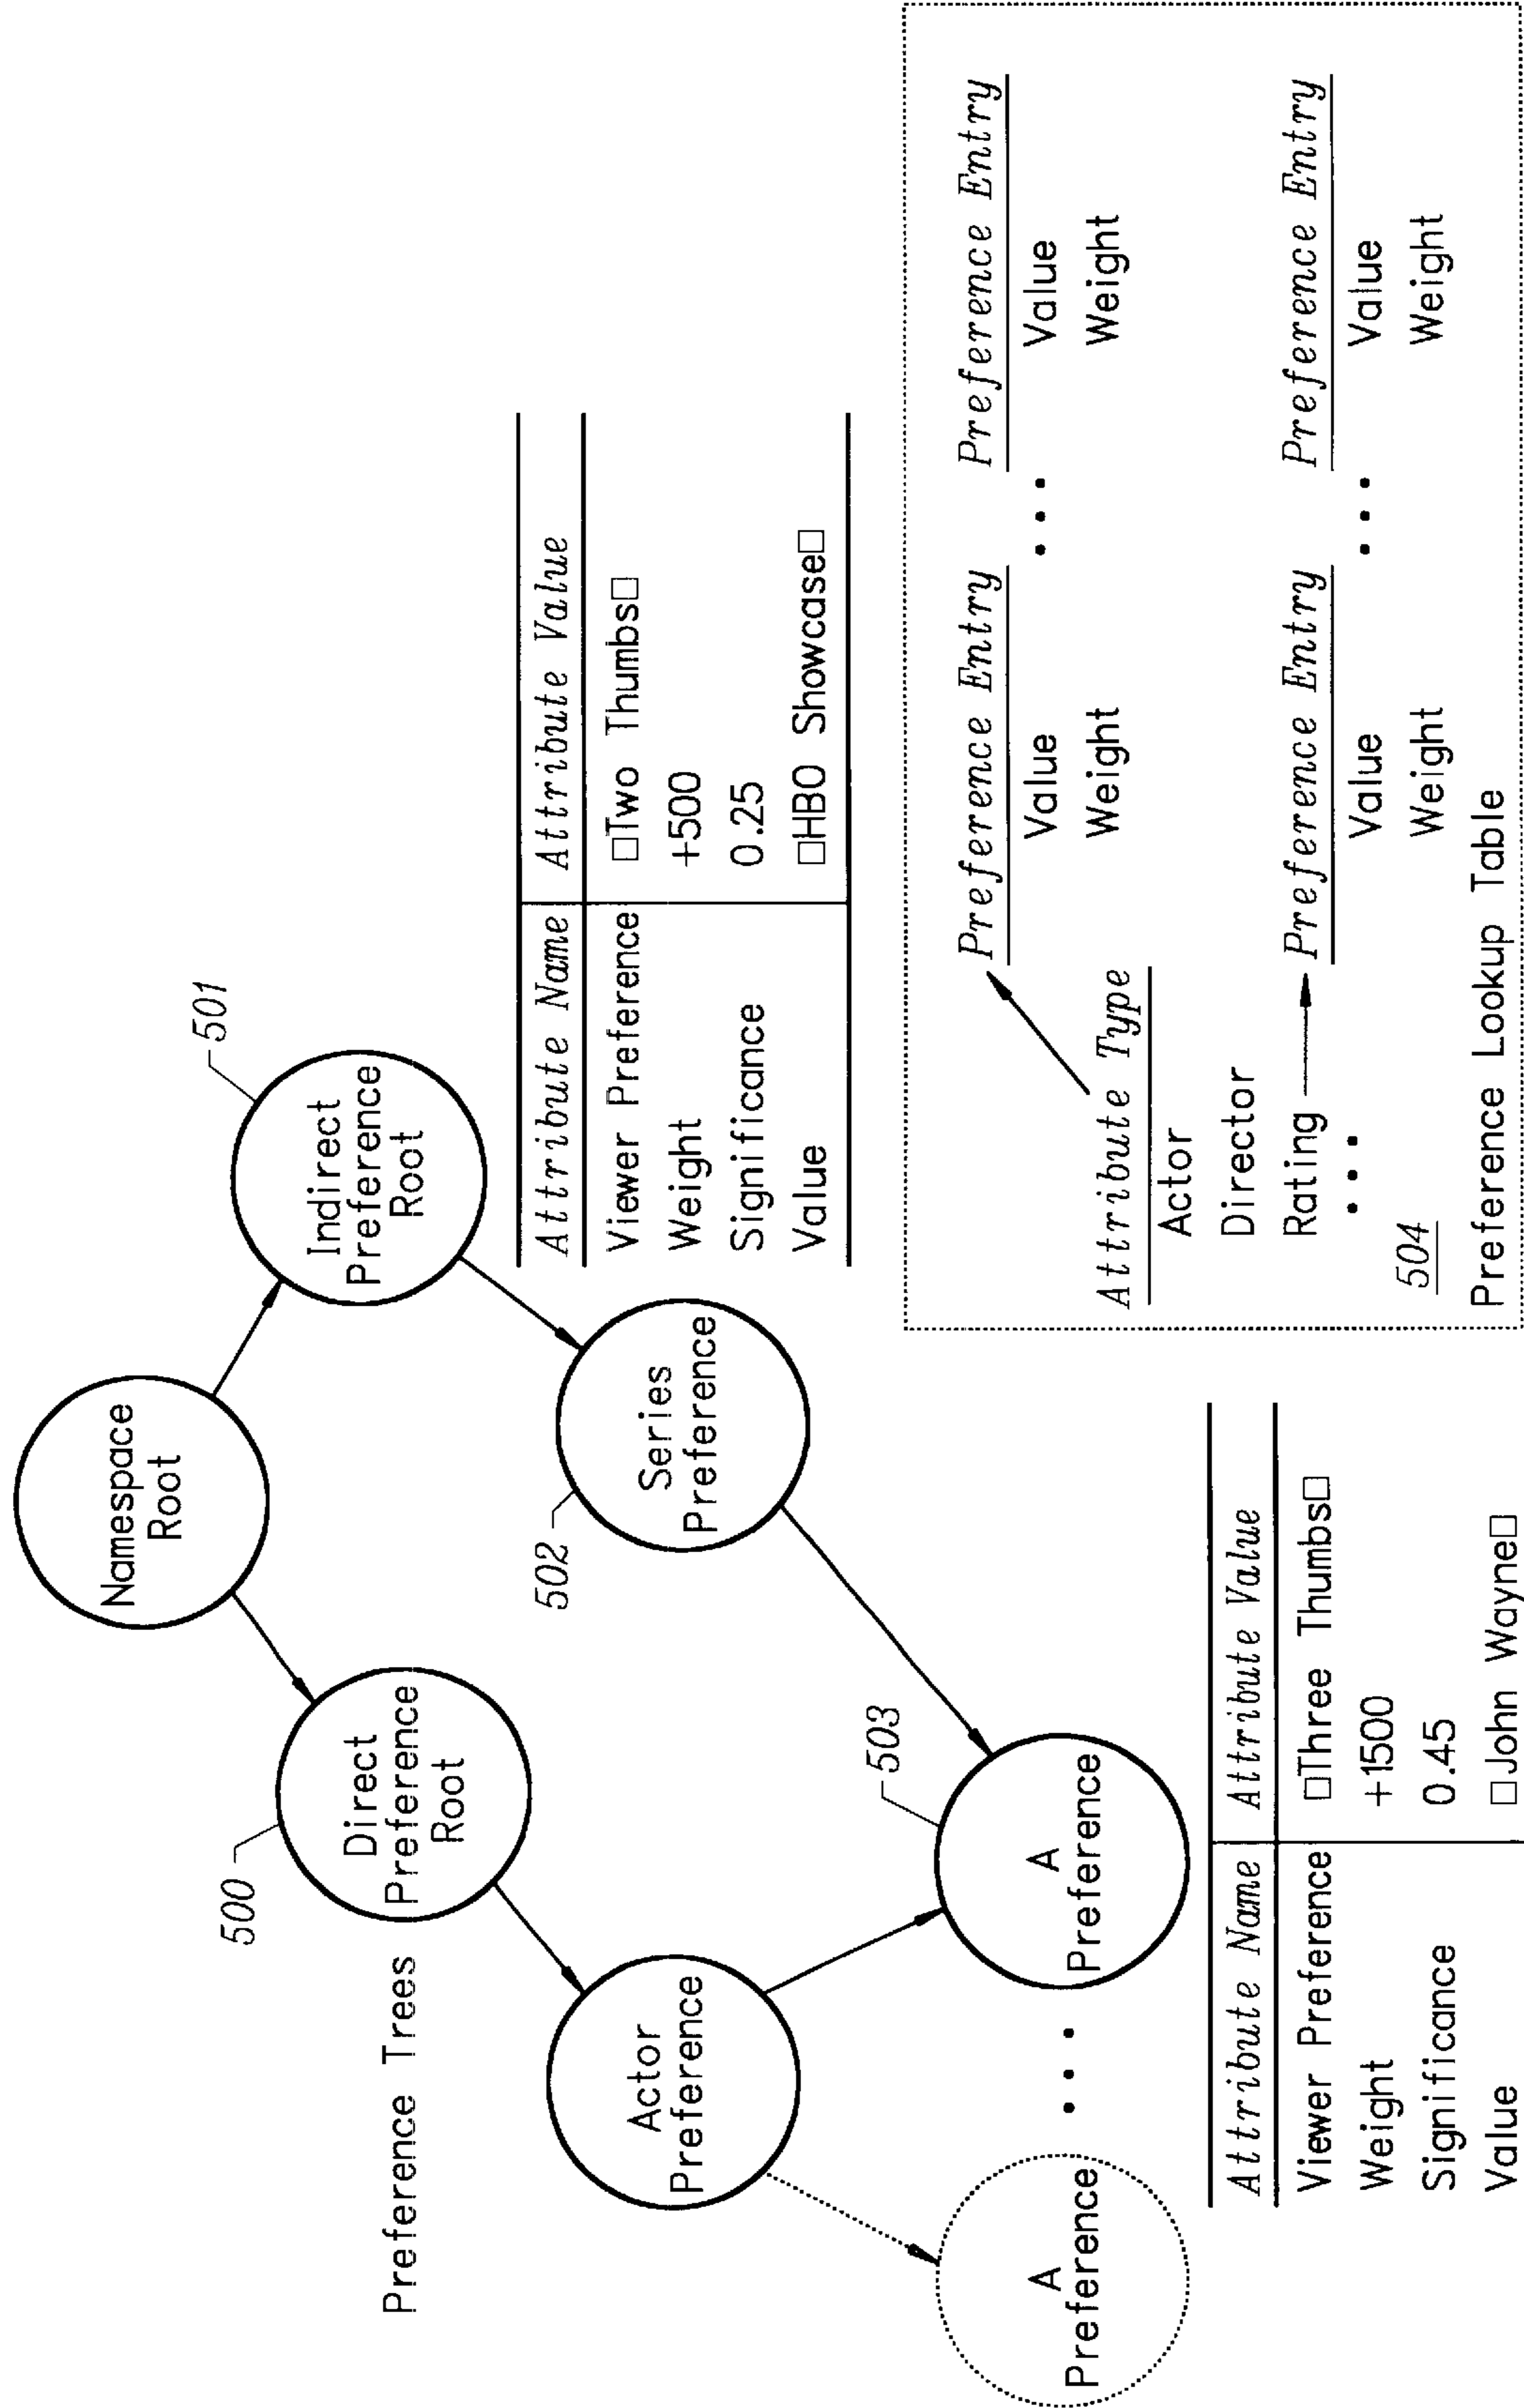 Namespace
Root
501
Indirect
Preference
Root
500
Direct
Preference
Root
Preference Trees
502
Series
Preference
Actor
Preference
503
A
Preference
...
A
Preference
Attribute Name Attribute Value
Viewer Preference □Two Thumbs□
Weight +500
Significance 0.25
Value □HBO Showcase□
Attribute Name Attribute Value
Viewer Preference □Three Thumbs□
Weight +1500
Significance 0.45
Value □John Wayne□
Attribute Type
Actor
Director
Rating
...
504
Preference Entry ... Preference Entry
Value Value
Weight Weight
Preference Entry ... Preference Entry
Value Value
Weight Weight
Preference Lookup Table